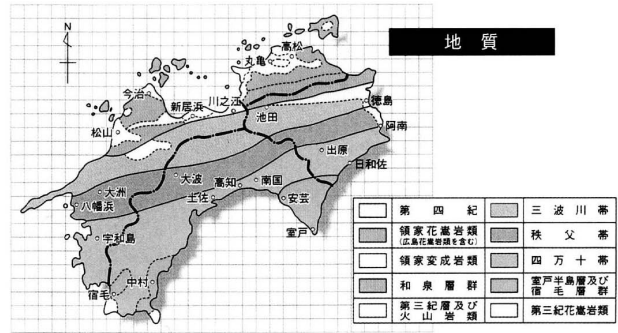 地質
N
高松
丸亀
今治
新居浜
川之江
徳島
松山
池田
阿南
出原
日和佐
大洲
大波
高知
南国
八幡浜
土佐
安芸
宇和島
室戸
中村
宿毛
第四紀
領家花崗岩類
(広島花崗岩類を含む)
領家変成岩類
和泉層群
第三紀層及び
火山岩類
三波川帯
秩父帯
四万十帯
室戸半島層及び
宿毛層群
第三紀花崗岩類